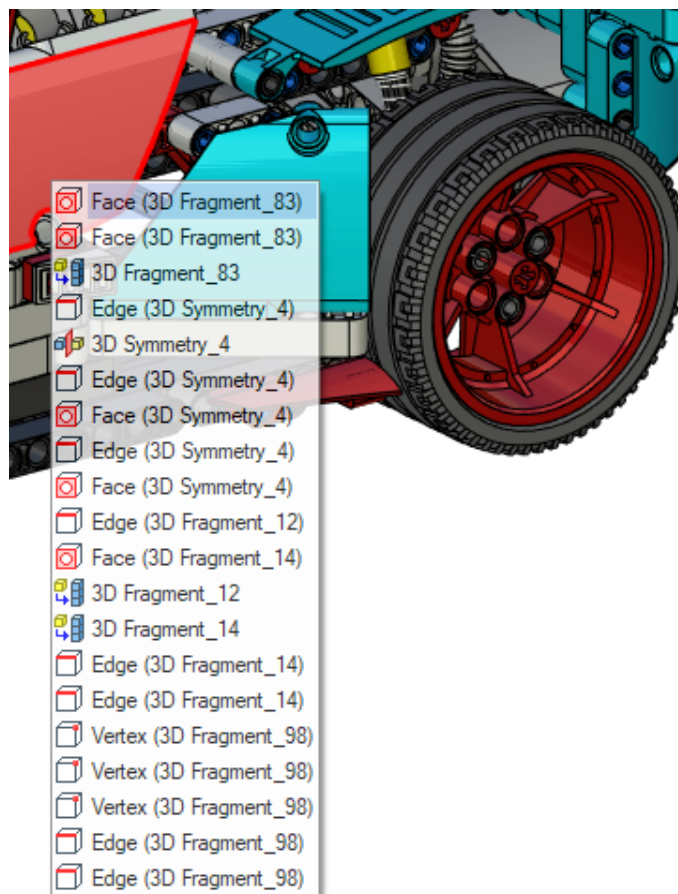 Face (3D Fragment_83)
Face (3D Fragment_83)
3D Fragment_83
Edge (3D Symmetry_4)
3D Symmetry_4
Edge (3D Symmetry_4)
Face (3D Symmetry_4)
Edge (3D Symmetry_4)
Face (3D Symmetry_4)
Edge (3D Fragment_12)
Face (3D Fragment_14)
3D Fragment_12
3D Fragment_14
Edge (3D Fragment_14)
Edge (3D Fragment_14)
Vertex (3D Fragment_98)
Vertex (3D Fragment_98)
Vertex (3D Fragment_98)
Edge (3D Fragment_98)
Edge (3D Fragment_98)